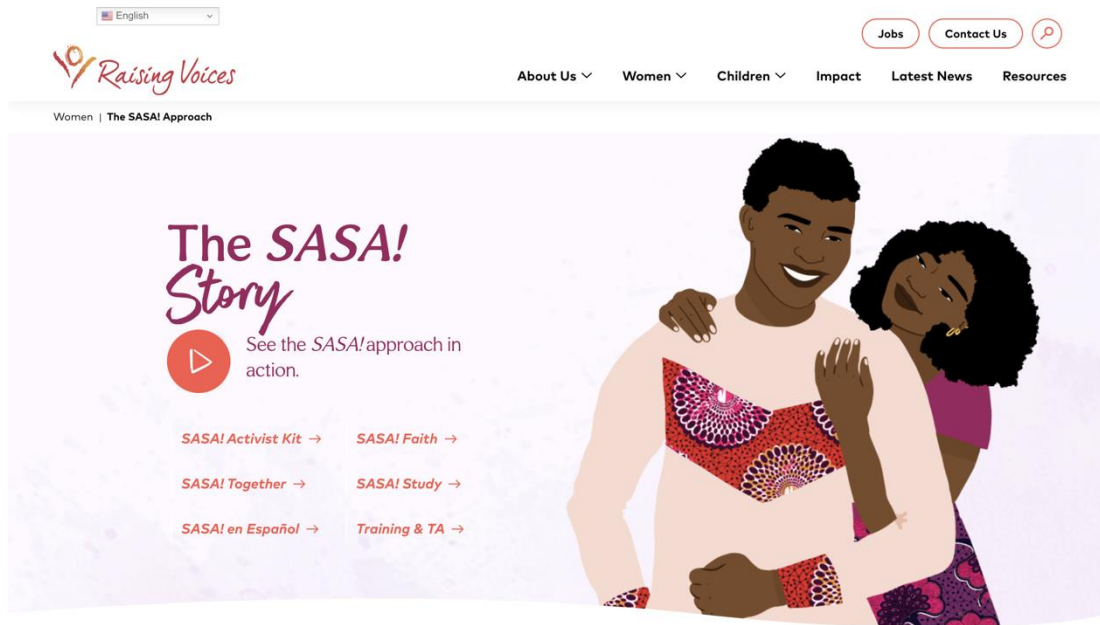 English
Jobs
Contact Us
Raising Voices
About Us
Women
Children
Impact
Latest News
Resources
Women | The SASA! Approach
The SASA!
Story
See the SASA! approach in
action.
SASA! Activist Kit →
SASA! Faith →
SASA! Together →
SASA! Study →
SASA! en Español →
Training & TA →